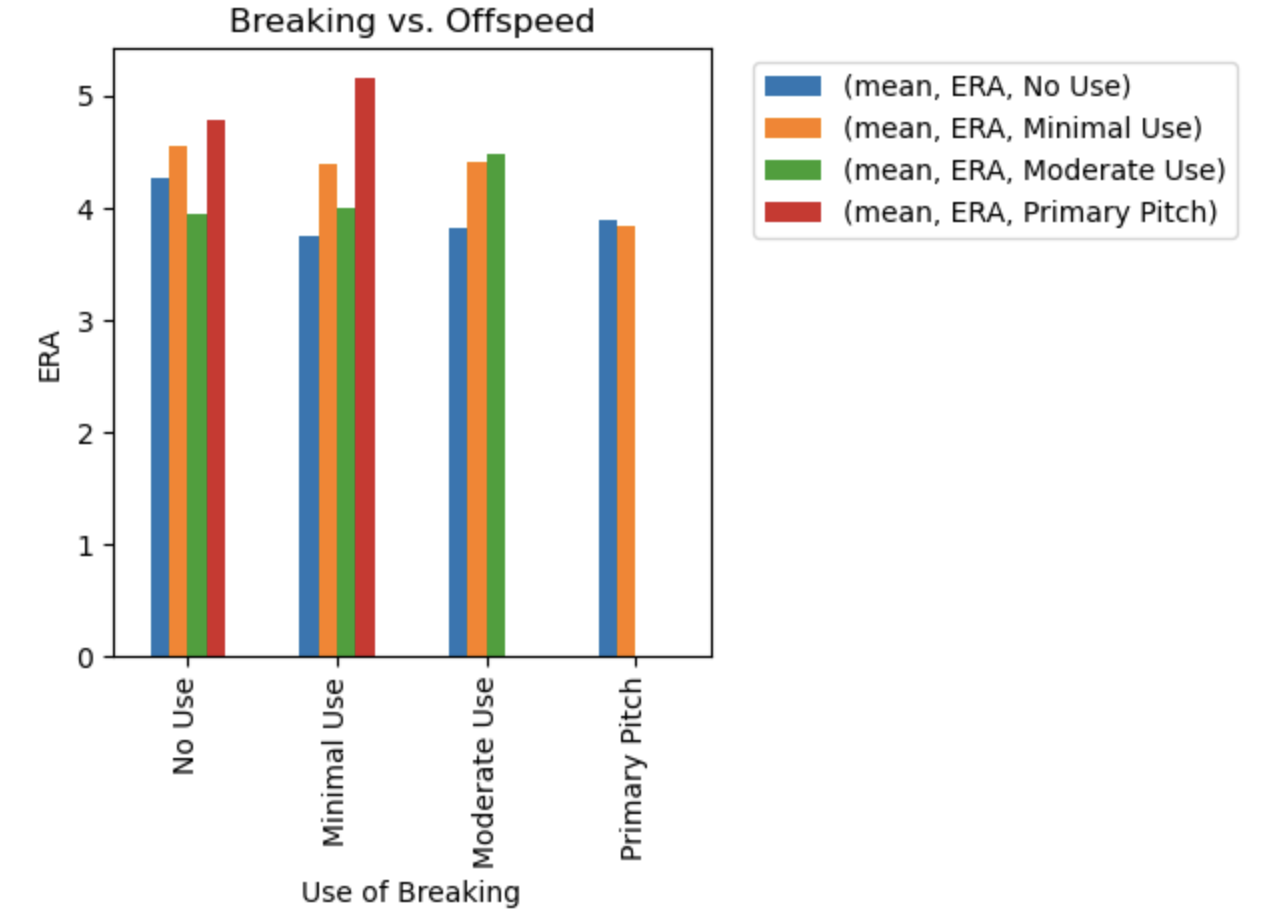 Breaking vs. Offspeed
(mean, ERA, No Use)
(mean, ERA, Minimal Use)
(mean, ERA, Moderate Use)
(mean, ERA, Primary Pitch)
ERA
5
4
3
2
1
0
No Use
Minimal Use
Moderate Use
Primary Pitch
Use of Breaking